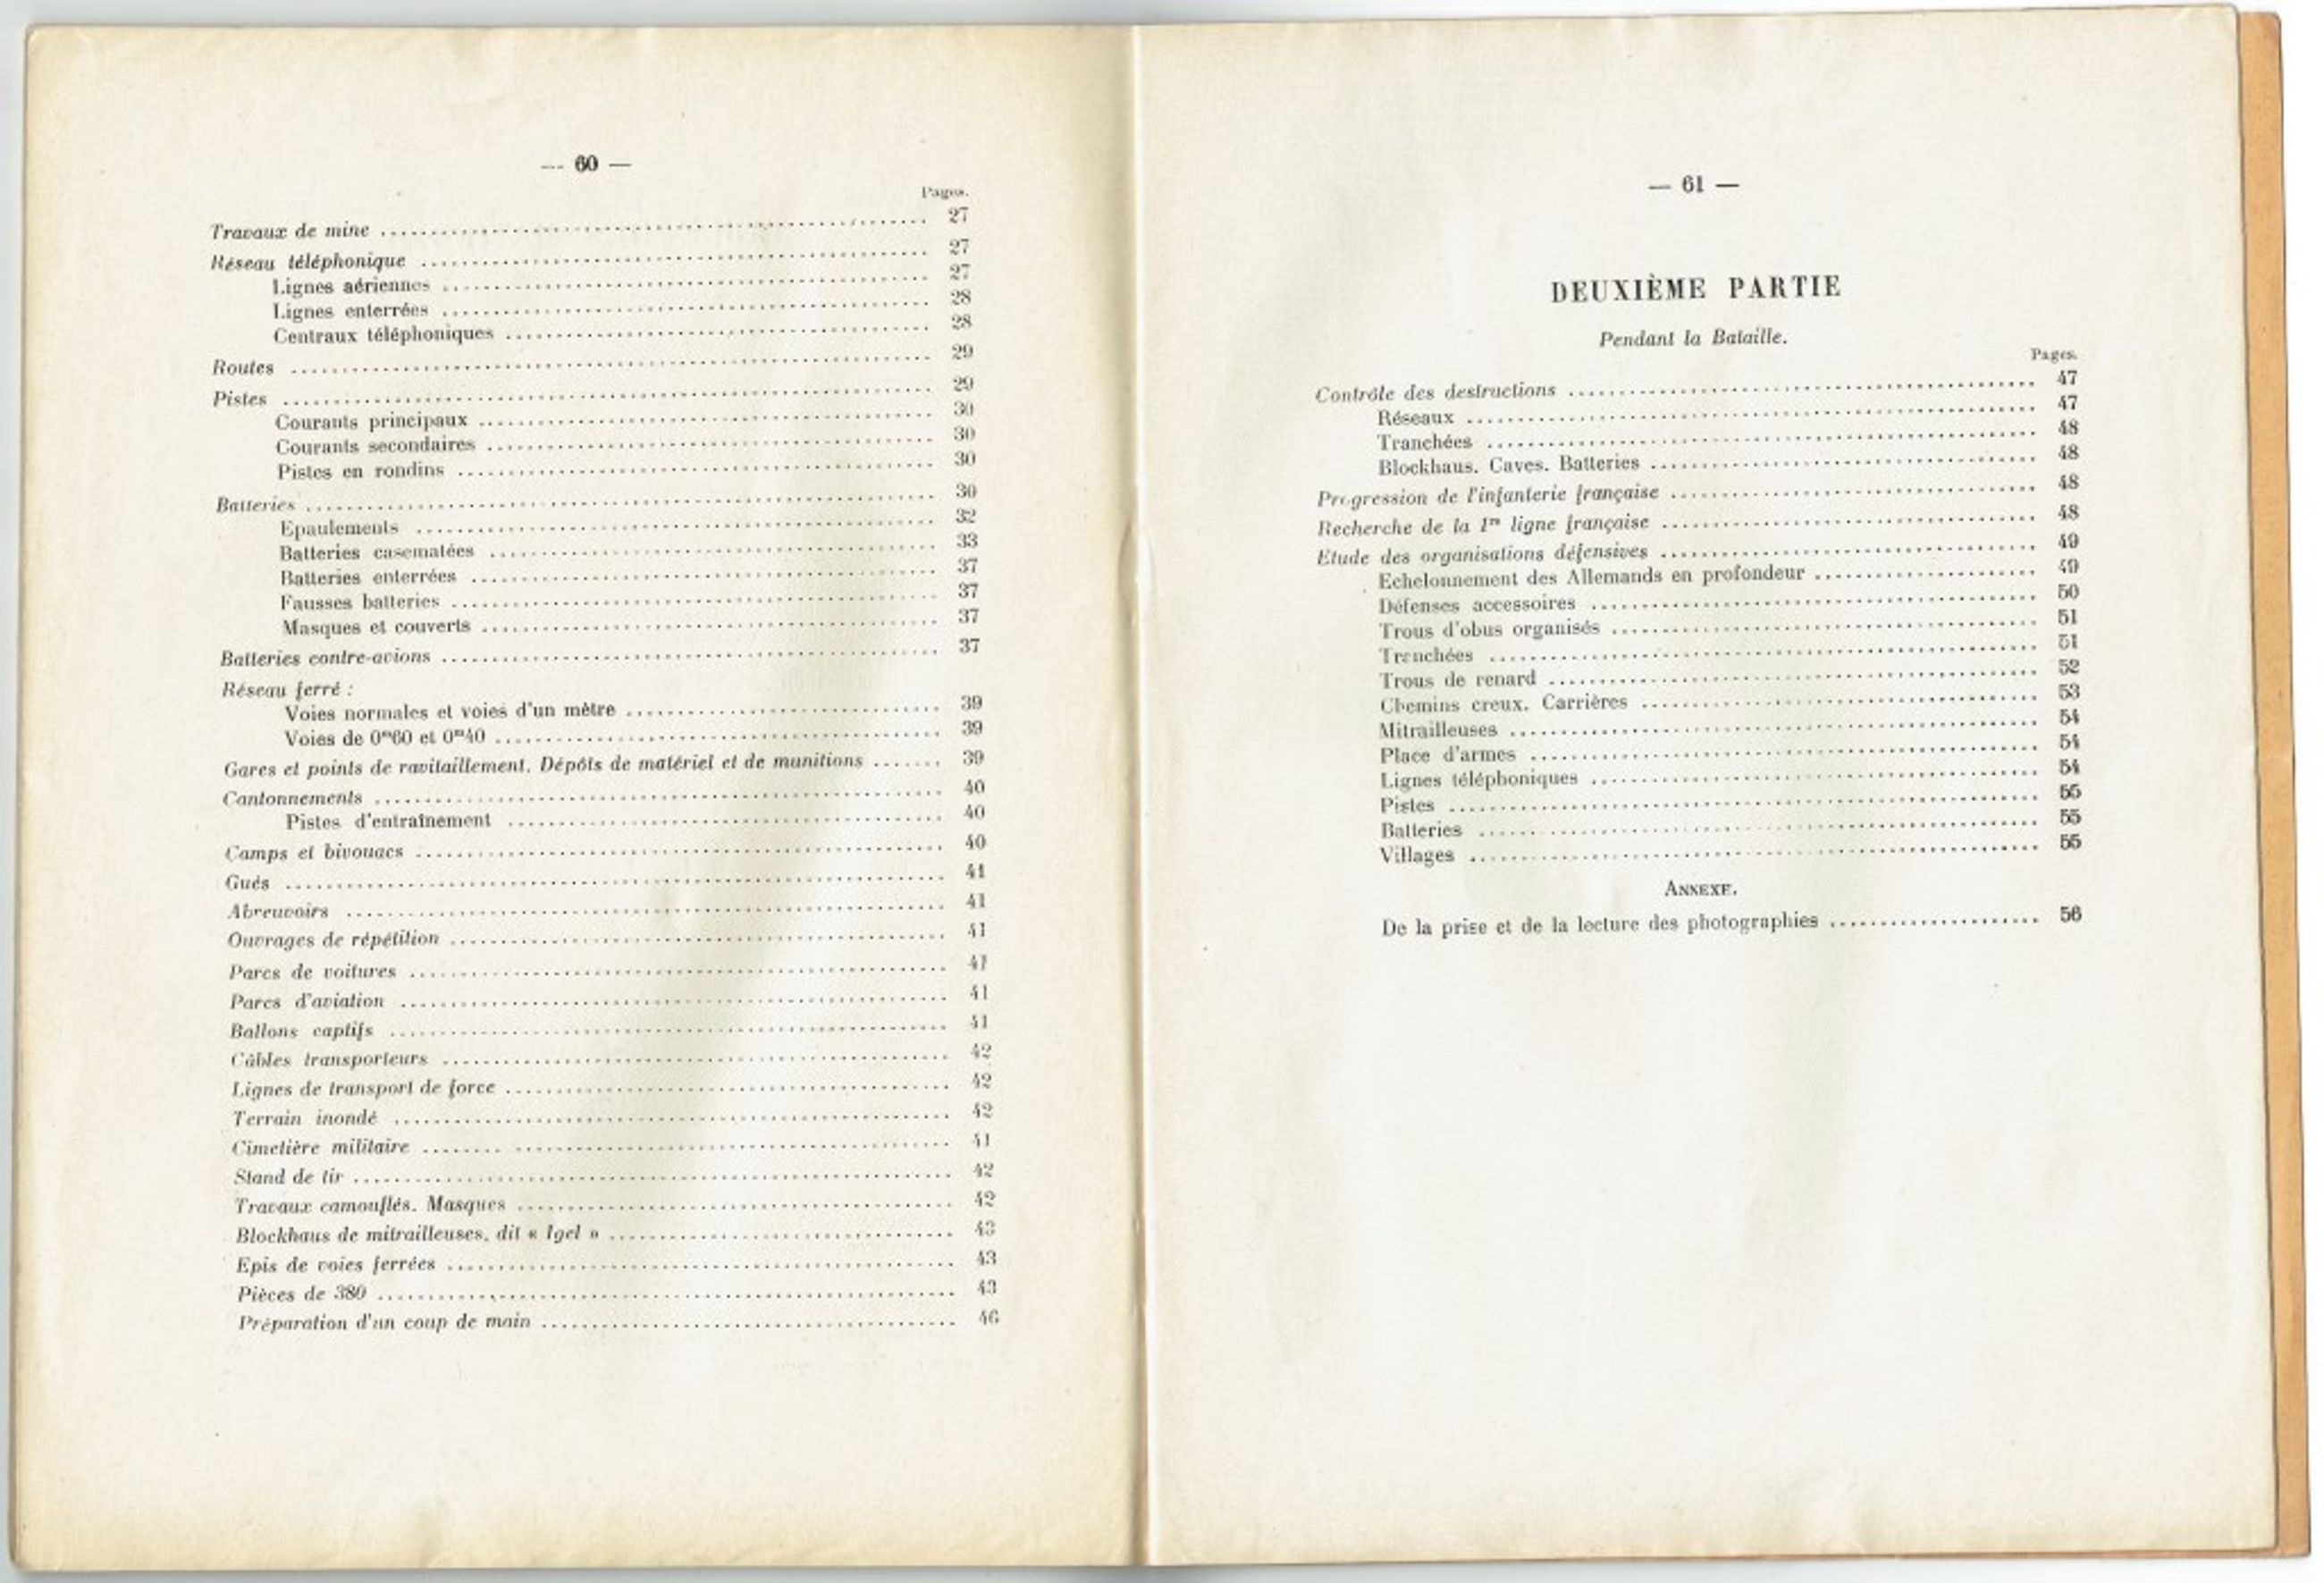 — 60 —
Pages.
Travaux de mine ........ 27
Réseau téléphonique ........ 27
Lignes aériennes ........ 27
Lignes enterrées ........ 28
Centraux téléphoniques ........ 28
Routes ........ 29
Pistes ........ 29
Courants principaux ........ 30
Courants secondaires ........ 30
Pistes en rondins ........ 30
Batteries ........ 30
Epaulements ........ 32
Batteries casematées ........ 33
Batteries enterrées ........ 37
Fausses batteries ........ 37
Masques et couverts ........ 37
Batteries contre-avions ........ 37
Réseau ferré :
Voies normales et voies d'un mètre ........ 39
Voies de 0ᵐ60 et 0ᵐ40 ........ 39
Gares et points de ravitaillement. Dépôts de matériel et de munitions ....... 39
Cantonnements ........ 40
Pistes d'entraînement ........ 40
Camps et bivouacs ........ 40
Gués ........ 41
Abreuvoirs ........ 41
Ouvrages de répétition ........ 41
Parcs de voitures ........ 41
Parcs d'aviation ........ 41
Ballons captifs ........ 41
Câbles transporteurs ........ 42
Lignes de transport de force ........ 42
Terrain inondé ........ 42
Cimetière militaire ........ 41
Stand de tir ........ 42
Travaux camouflés. Masques ........ 42
Blockhaus de mitrailleuses, dit « Igel » ........ 43
Epis de voies ferrées ........ 43
Pièces de 380 ........ 43
Préparation d'un coup de main ........ 46
— 61 —
DEUXIÈME PARTIE
Pendant la Bataille.
Pages.
Contrôle des destructions ........ 47
Réseaux ........ 47
Tranchées ........ 48
Blockhaus. Caves. Batteries ........ 48
Progression de l'infanterie française ........ 48
Recherche de la 1ʳᵉ ligne française ........ 48
Etude des organisations défensives ........ 49
Echelonnement des Allemands en profondeur ........ 49
Défenses accessoires ........ 50
Trous d'obus organisés ........ 51
Tranchées ........ 51
Trous de renard ........ 52
Chemins creux. Carrières ........ 53
Mitrailleuses ........ 54
Place d'armes ........ 54
Lignes téléphoniques ........ 54
Pistes ........ 55
Batteries ........ 55
Villages ........ 55
ANNEXE.
De la prise et de la lecture des photographies ........ 56